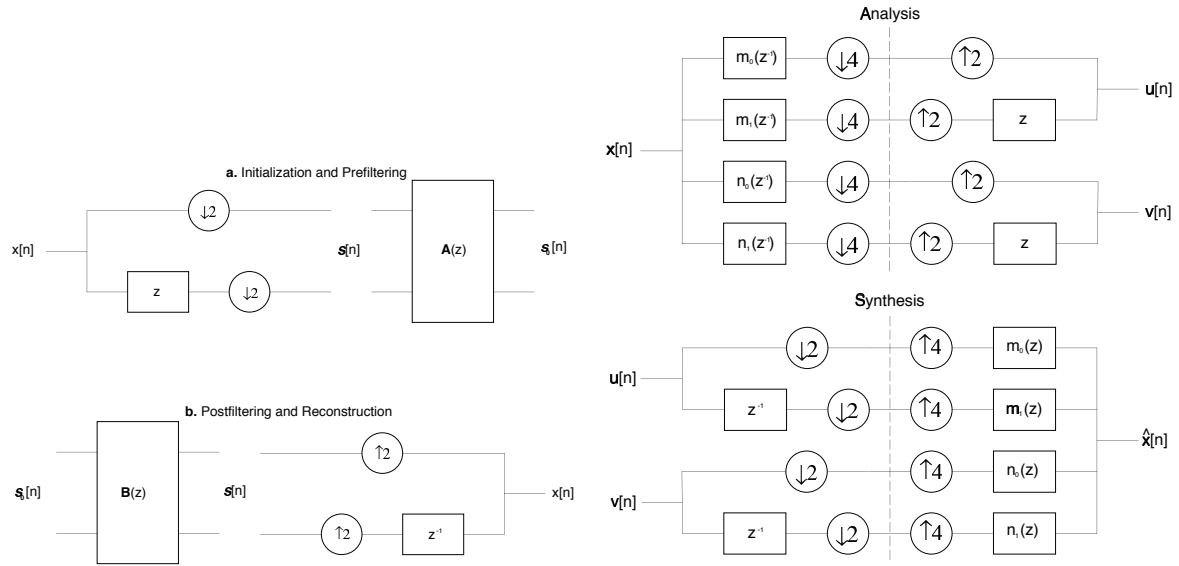 a. Initialization and Prefiltering
↓2
x[n]
s[n]
A(z)
s₀[n]
z
↓2
b. Postfiltering and Reconstruction
↑2
s₀[n]
B(z)
s[n]
x[n]
↑2
z⁻¹
Analysis
m₀(z⁻¹)
↓4
↑2
u[n]
m₁(z⁻¹)
↓4
↑2
z
x[n]
n₀(z⁻¹)
↓4
↑2
v[n]
n₁(z⁻¹)
↓4
↑2
z
Synthesis
↓2
↑4
m₀(z)
u[n]
z⁻¹
↓2
↑4
m₁(z)
x̂[n]
↓2
↑4
n₀(z)
v[n]
z⁻¹
↓2
↑4
n₁(z)